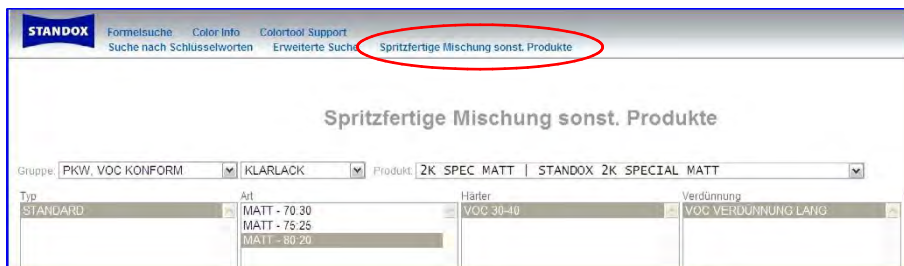 STANDOX
Formelsuche Color Info Colortool Support
Suche nach Schlüsselworten Erweiterte Suche Spritzfertige Mischung sonst. Produkte
Spritzfertige Mischung sonst. Produkte
Gruppe: PKW, VOC KONFORM KLARLACK Produkt: 2K SPEC MATT | STANDOX 2K SPECIAL MATT
Typ Art Härter Verdünnung
STANDARD MATT - 70:30 VOC 30-40 VOC VERDÜNNUNG LANG
MATT - 75:25
MATT - 80:20